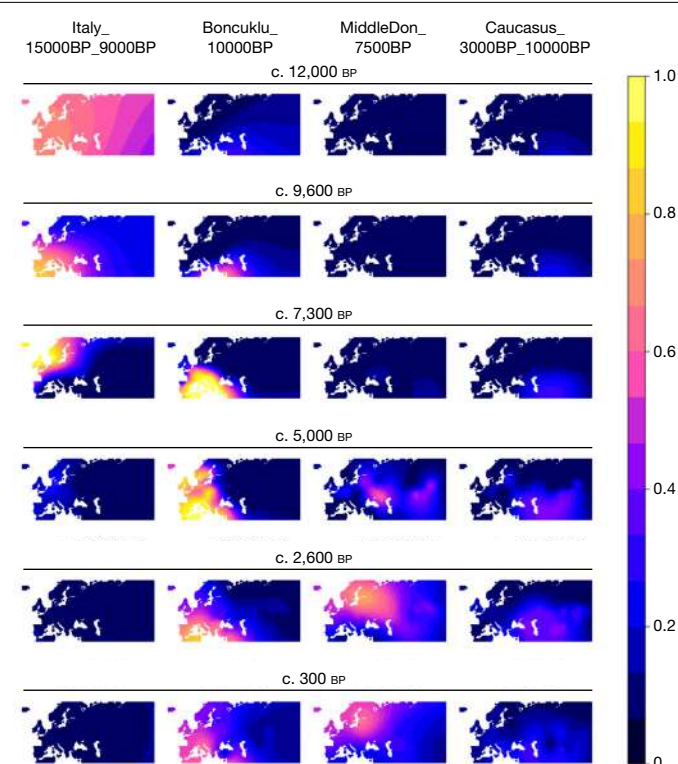 Italy_
15000BP_9000BP
Boncuklu_
10000BP
MiddleDon_
7500BP
Caucasus_
3000BP_10000BP
c. 12,000 BP
1.0
c. 9,600 BP
0.8
c. 7,300 BP
0.6
c. 5,000 BP
0.4
c. 2,600 BP
0.2
c. 300 BP
0